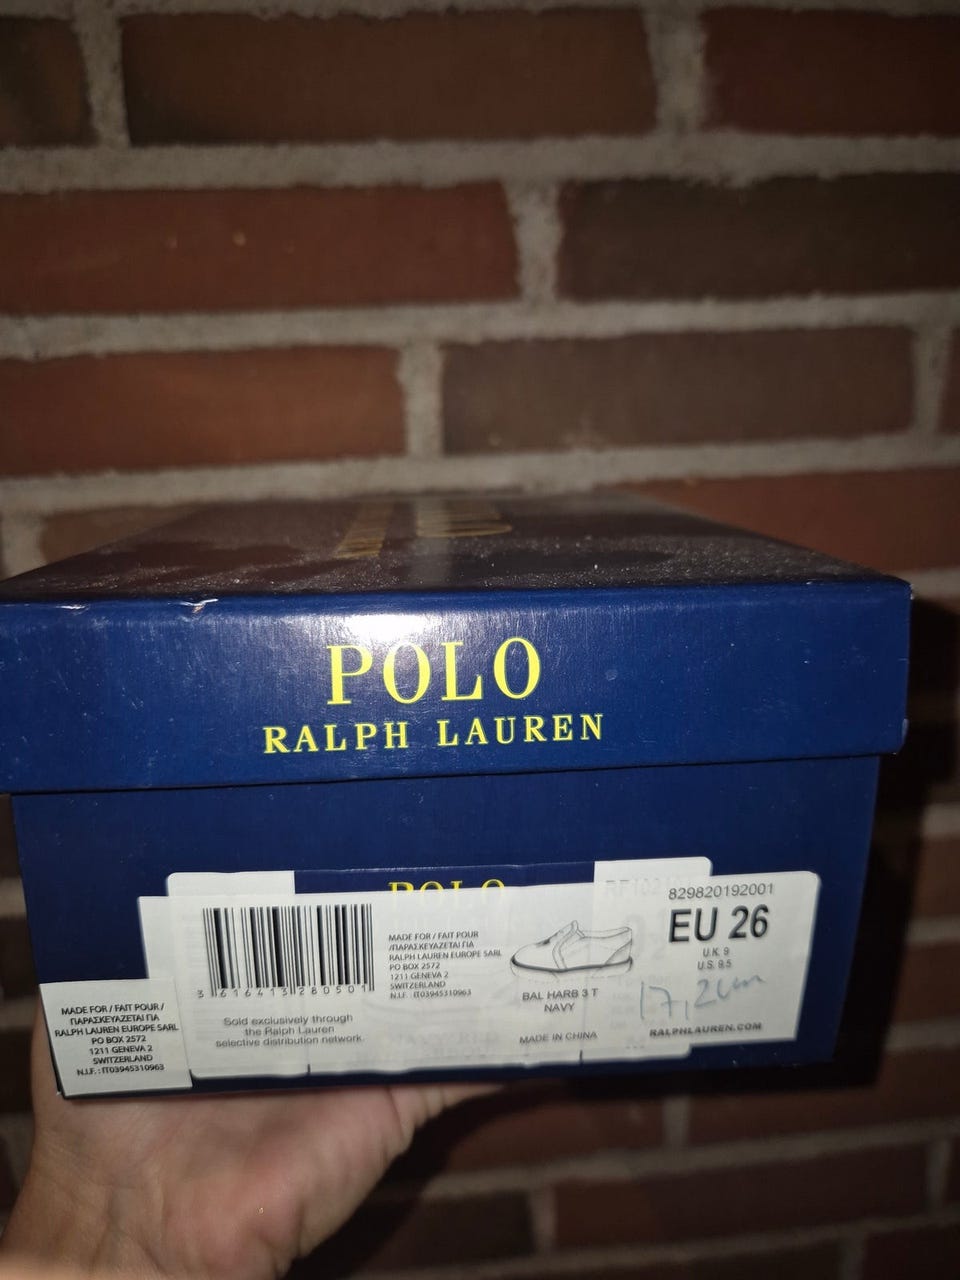 POLO
RALPH LAUREN
POLO
829820192001
EU 26
U.K. 9
U.S. 9.5
17,2cm
RALPHLAUREN.COM
MADE FOR / FAIT POUR
/ΠΑΡΑΣΚΕΥΑΖΕΤΑΙ ΓΙΑ
RALPH LAUREN EUROPE SARL
PO BOX 2572
1211 GENEVA 2
SWITZERLAND
N.I.F. : IT03945310963
BAL HARB 3 T
NAVY
MADE IN CHINA
3 616413 280501
Sold exclusively through
the Ralph Lauren
selective distribution network.
MADE FOR / FAIT POUR /
ΠΑΡΑΣΚΕΥΑΖΕΤΑΙ ΓΙΑ
RALPH LAUREN EUROPE SARL
PO BOX 2572
1211 GENEVA 2
SWITZERLAND
N.I.F. : IT03945310963